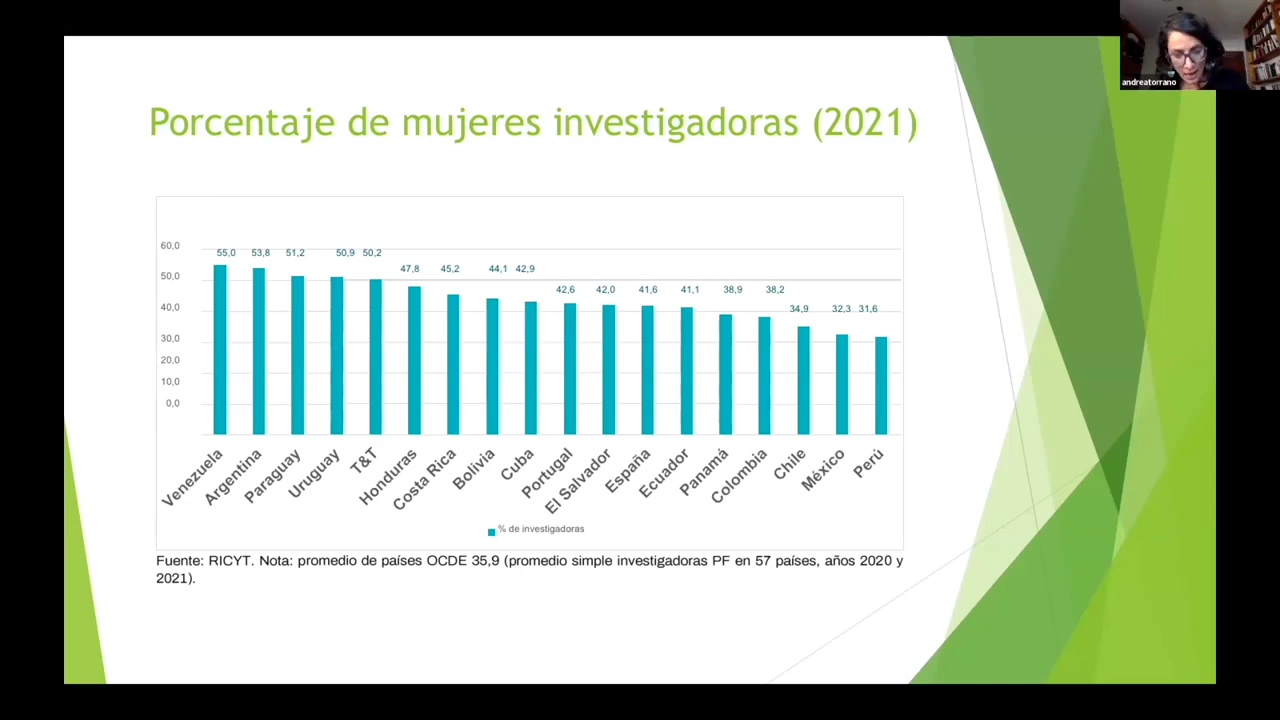 andreatorrano
Porcentaje de mujeres investigadoras (2021)
60,0
50,0
40,0
30,0
20,0
10,0
0,0
55,0 53,8 51,2 50,9 50,2
47,8 45,2 44,1 42,9
42,6 42,0 41,6 41,1 38,9 38,2
34,9 32,3 31,6
Venezuela
Argentina
Paraguay
Uruguay
T&T
Honduras
Costa Rica
Bolivia
Cuba
Portugal
El Salvador
España
Ecuador
Panamá
Colombia
Chile
México
Perú
% de investigadoras
Fuente: RICYT. Nota: promedio de países OCDE 35,9 (promedio simple investigadoras PF en 57 países, años 2020 y
2021).